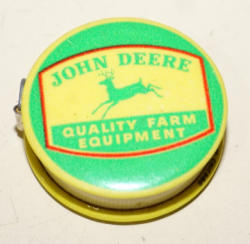 JOHN DEERE
QUALITY FARM
EQUIPMENT